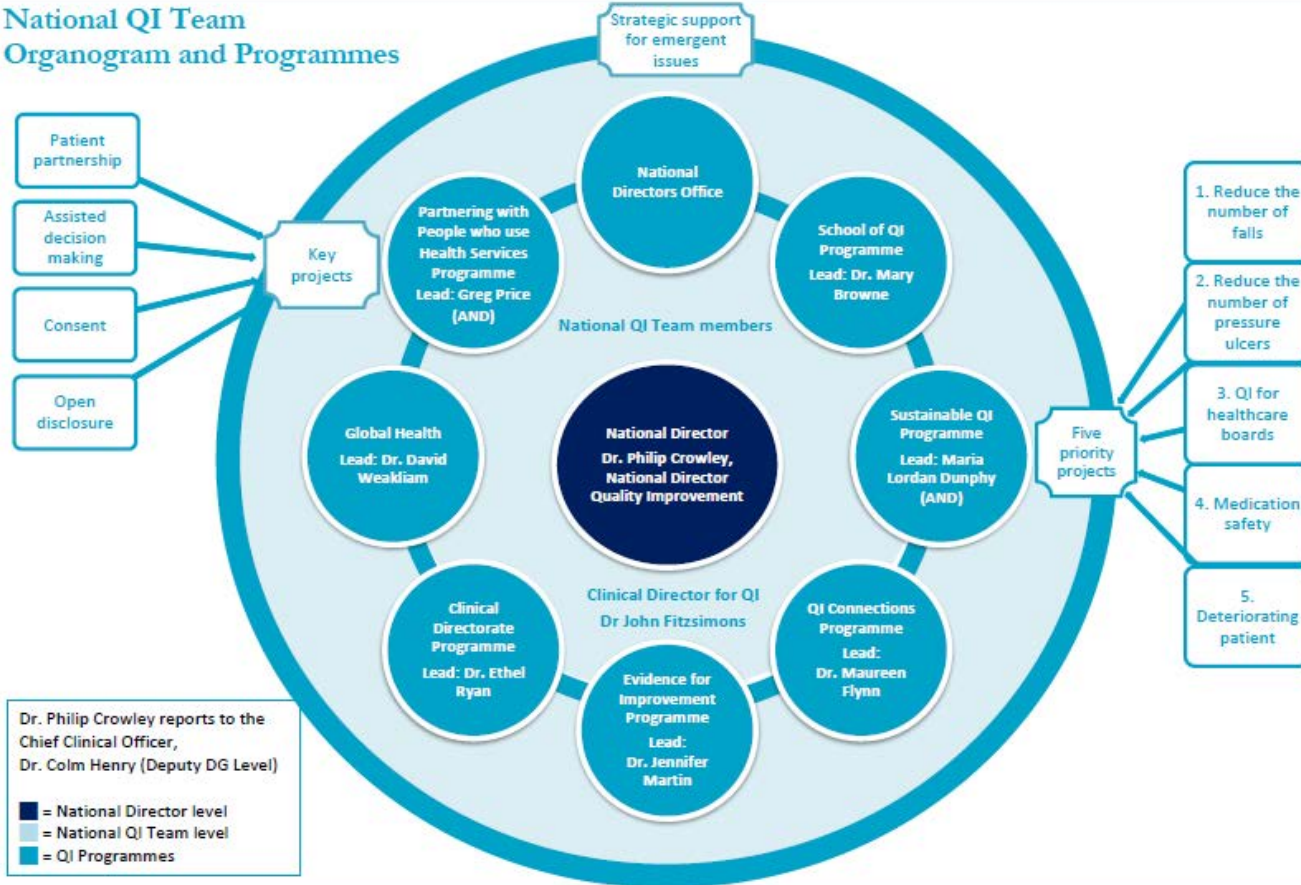 National QI Team
Organogram and Programmes
Strategic support
for emergent
issues
Patient
partnership
Assisted
decision
making
Consent
Open
disclosure
Key
projects
National
Directors Office
Partnering with
People who use
Health Services
Programme
Lead: Greg Price
(AND)
School of QI
Programme
Lead: Dr. Mary
Browne
National QI Team members
Global Health
Lead: Dr. David
Weakliam
National Director
Dr. Philip Crowley,
National Director
Quality Improvement
Sustainable QI
Programme
Lead: Maria
Lordan Dunphy
(AND)
Five
priority
projects
1. Reduce the
number of
falls
2. Reduce the
number of
pressure
ulcers
3. QI for
healthcare
boards
4. Medication
safety
5.
Deteriorating
patient
Clinical Director for QI
Dr John Fitzsimons
Clinical
Directorate
Programme
Lead: Dr. Ethel
Ryan
Evidence for
Improvement
Programme
Lead:
Dr. Jennifer
Martin
QI Connections
Programme
Lead:
Dr. Maureen
Flynn
Dr. Philip Crowley reports to the
Chief Clinical Officer,
Dr. Colm Henry (Deputy DG Level)
= National Director level
= National QI Team level
= QI Programmes